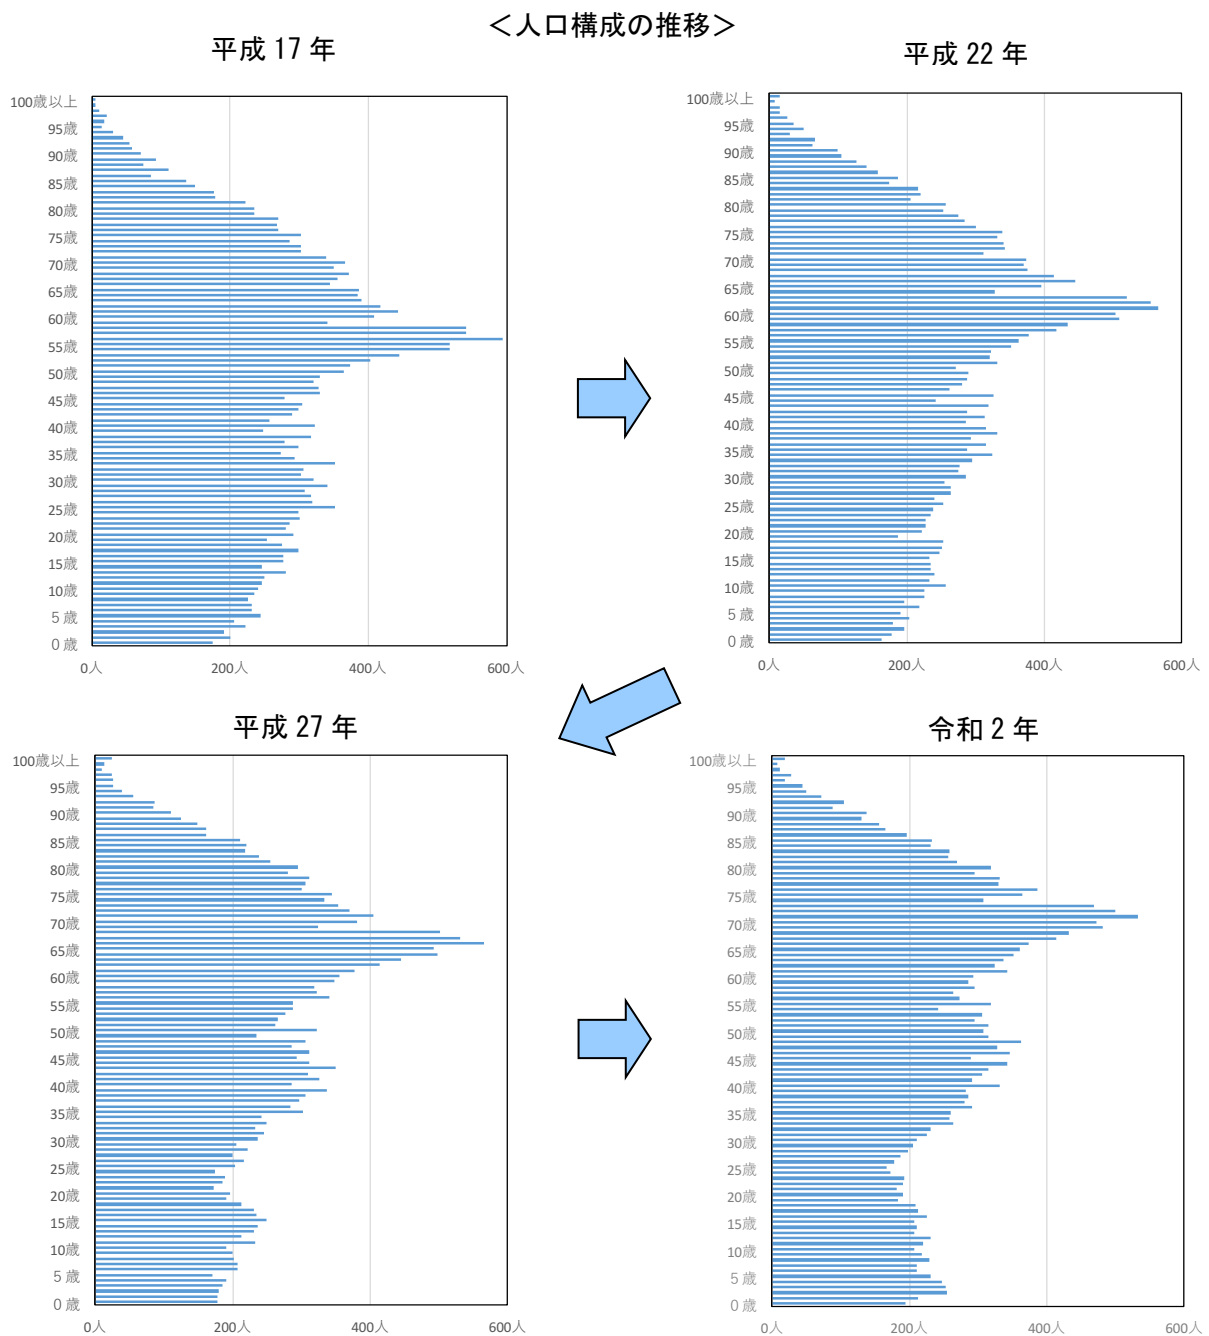 ＜人口構成の推移＞
平成 17 年
100歳以上
95歳
90歳
85歳
80歳
75歳
70歳
65歳
60歳
55歳
50歳
45歳
40歳
35歳
30歳
25歳
20歳
15歳
10歳
5 歳
0 歳
0人 200人 400人 600人
平成 22 年
100歳以上
95歳
90歳
85歳
80歳
75歳
70歳
65歳
60歳
55歳
50歳
45歳
40歳
35歳
30歳
25歳
20歳
15歳
10歳
5 歳
0 歳
0人 200人 400人 600人
平成 27 年
100歳以上
95歳
90歳
85歳
80歳
75歳
70歳
65歳
60歳
55歳
50歳
45歳
40歳
35歳
30歳
25歳
20歳
15歳
10歳
5 歳
0 歳
0人 200人 400人 600人
令和 2 年
100歳以上
95歳
90歳
85歳
80歳
75歳
70歳
65歳
60歳
55歳
50歳
45歳
40歳
35歳
30歳
25歳
20歳
15歳
10歳
5 歳
0 歳
0人 200人 400人 600人